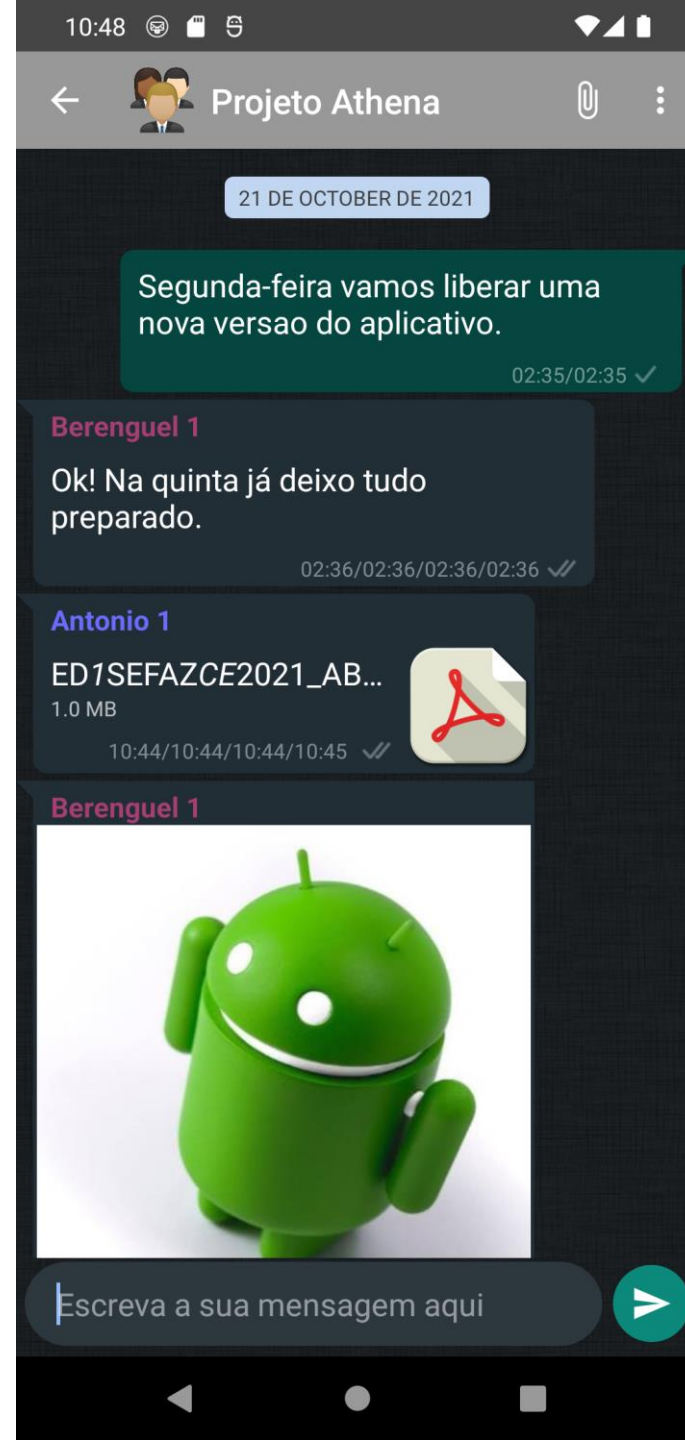 10:48
Projeto Athena
21 DE OCTOBER DE 2021
Segunda-feira vamos liberar uma
nova versao do aplicativo.
02:35/02:35
Berenguel 1
Ok! Na quinta já deixo tudo
preparado.
02:36/02:36/02:36/02:36
Antonio 1
ED1SEFAZCE2021_AB...
1.0 MB
10:44/10:44/10:44/10:45
Berenguel 1
Escreva a sua mensagem aqui